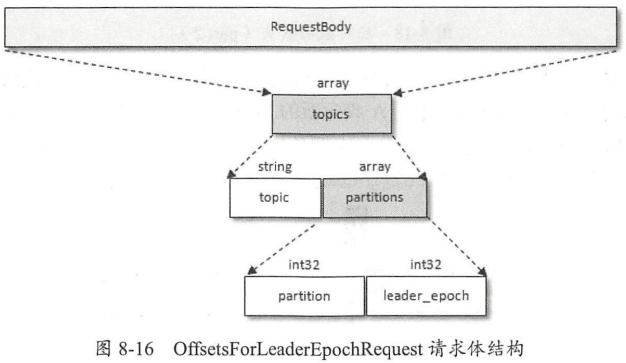 RequestBody
array
topics
string array
topic partitions
int32 int32
partition leader_epoch
图 8-16 OffsetsForLeaderEpochRequest 请求体结构